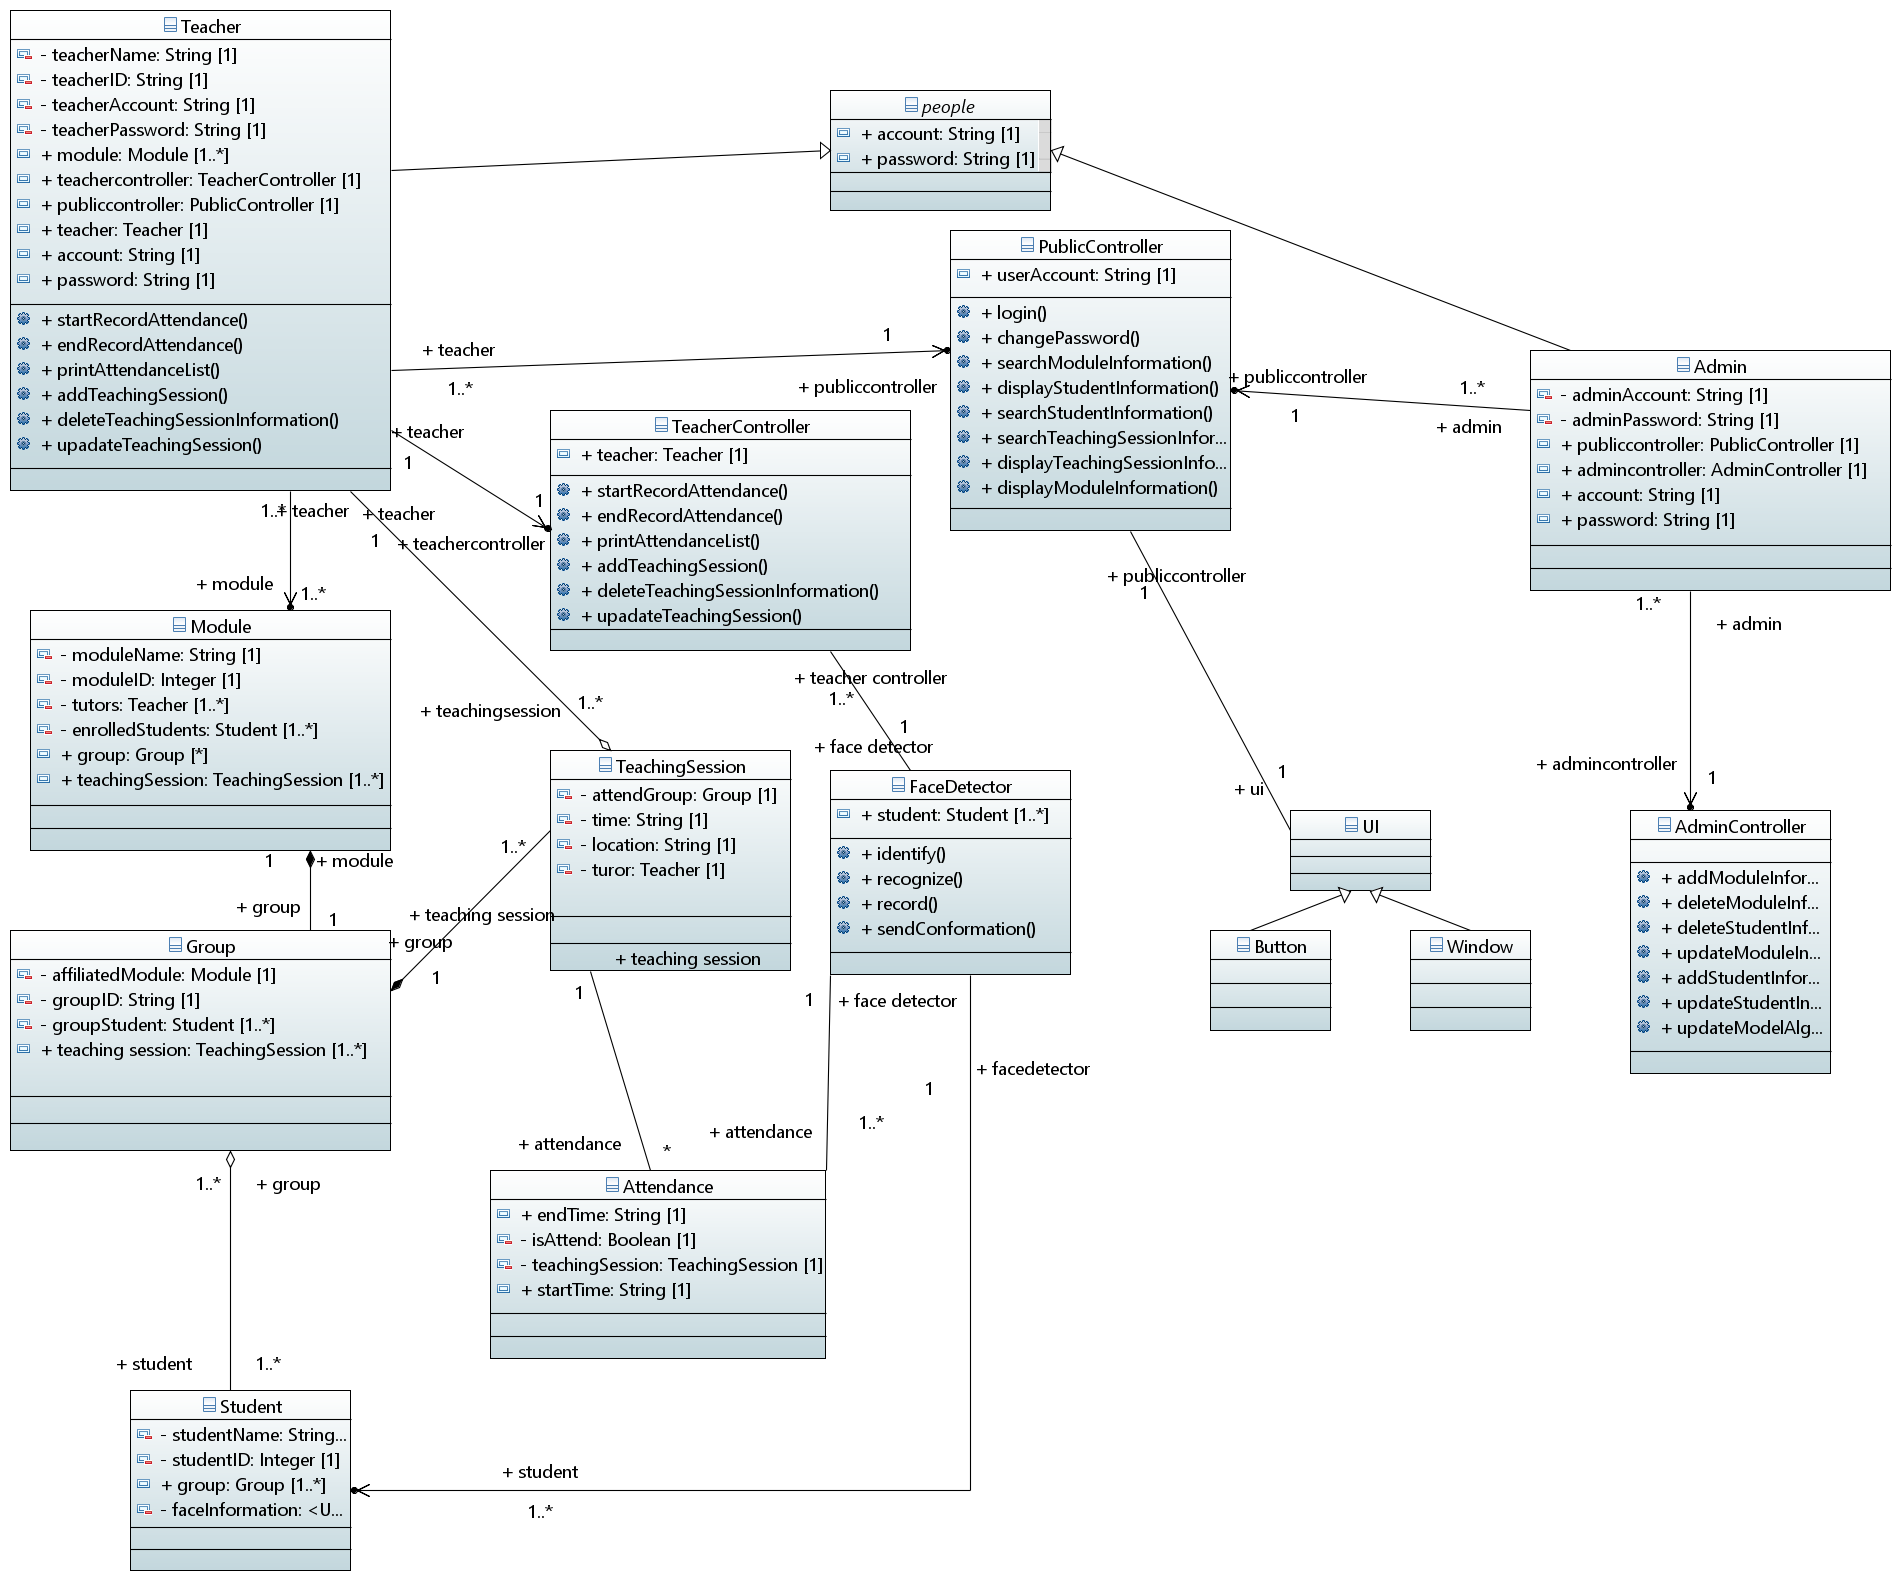 Teacher
- teacherName: String [1]
- teacherID: String [1]
- teacherAccount: String [1]
- teacherPassword: String [1]
+ module: Module [1..*]
+ teachercontroller: TeacherController [1]
+ publiccontroller: PublicController [1]
+ teacher: Teacher [1]
+ account: String [1]
+ password: String [1]
+ startRecordAttendance()
+ endRecordAttendance()
+ printAttendanceList()
+ addTeachingSession()
+ deleteTeachingSessionInformation()
+ upadateTeachingSession()
people
+ account: String [1]
+ password: String [1]
PublicController
+ userAccount: String [1]
+ login()
+ changePassword()
+ searchModuleInformation()
+ displayStudentInformation()
+ searchStudentInformation()
+ searchTeachingSessionInfor...
+ displayTeachingSessionInfo...
+ displayModuleInformation()
+ teacher
1..*
1
+ publiccontroller
+ publiccontroller
1
1..*
+ admin
Admin
- adminAccount: String [1]
- adminPassword: String [1]
+ publiccontroller: PublicController [1]
+ admincontroller: AdminController [1]
+ account: String [1]
+ password: String [1]
+ teacher
1
1
+ teachercontroller
TeacherController
+ teacher: Teacher [1]
+ startRecordAttendance()
+ endRecordAttendance()
+ printAttendanceList()
+ addTeachingSession()
+ deleteTeachingSessionInformation()
+ upadateTeachingSession()
1..*
+ teacher
+ module
1..*
+ teacher
1
+ teachingsession
1..*
Module
- moduleName: String [1]
- moduleID: Integer [1]
- tutors: Teacher [1..*]
- enrolledStudents: Student [1..*]
+ group: Group [*]
+ teachingSession: TeachingSession [1..*]
+ teacher controller
1..*
1
+ face detector
+ publiccontroller
1
1
+ ui
1..*
+ admin
+ admincontroller
1
TeachingSession
- attendGroup: Group [1]
- time: String [1]
- location: String [1]
- turor: Teacher [1]
+ teaching session
FaceDetector
+ student: Student [1..*]
+ identify()
+ recognize()
+ record()
+ sendConformation()
UI
Button
Window
AdminController
+ addModuleInfor...
+ deleteModuleInf...
+ deleteStudentInf...
+ updateModuleIn...
+ addStudentInfor...
+ updateStudentIn...
+ updateModelAlg...
1
+ module
+ group
1
1..*
+ teaching session
+ group
1
Group
- affiliatedModule: Module [1]
- groupID: String [1]
- groupStudent: Student [1..*]
+ teaching session: TeachingSession [1..*]
1
1
+ face detector
+ facedetector
1
+ attendance
*
+ attendance
1..*
1..*
+ group
+ student
1..*
Attendance
+ endTime: String [1]
- isAttend: Boolean [1]
- teachingSession: TeachingSession [1]
+ startTime: String [1]
Student
- studentName: String...
- studentID: Integer [1]
+ group: Group [1..*]
- faceInformation: <U...
+ student
1..*